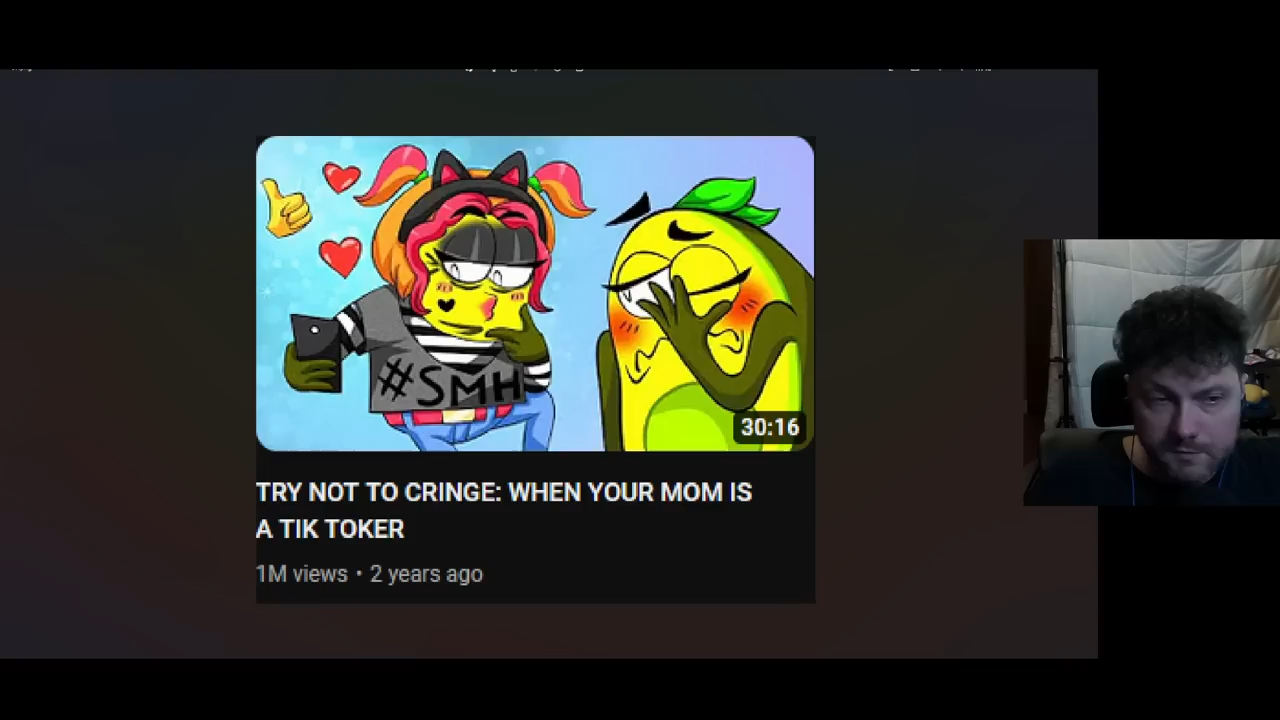 #SMH
30:16
TRY NOT TO CRINGE: WHEN YOUR MOM IS
A TIK TOKER
1M views • 2 years ago